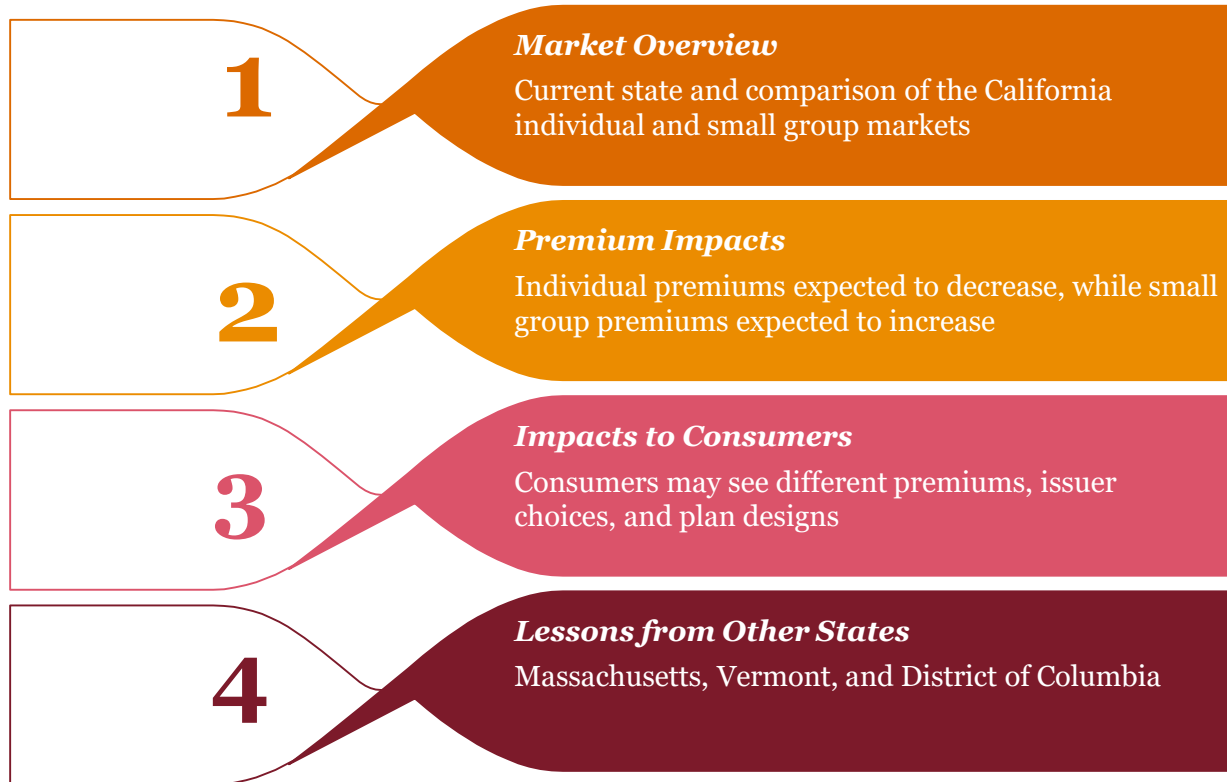 1
Market Overview
Current state and comparison of the California
individual and small group markets
2
Premium Impacts
Individual premiums expected to decrease, while small
group premiums expected to increase
3
Impacts to Consumers
Consumers may see different premiums, issuer
choices, and plan designs
4
Lessons from Other States
Massachusetts, Vermont, and District of Columbia